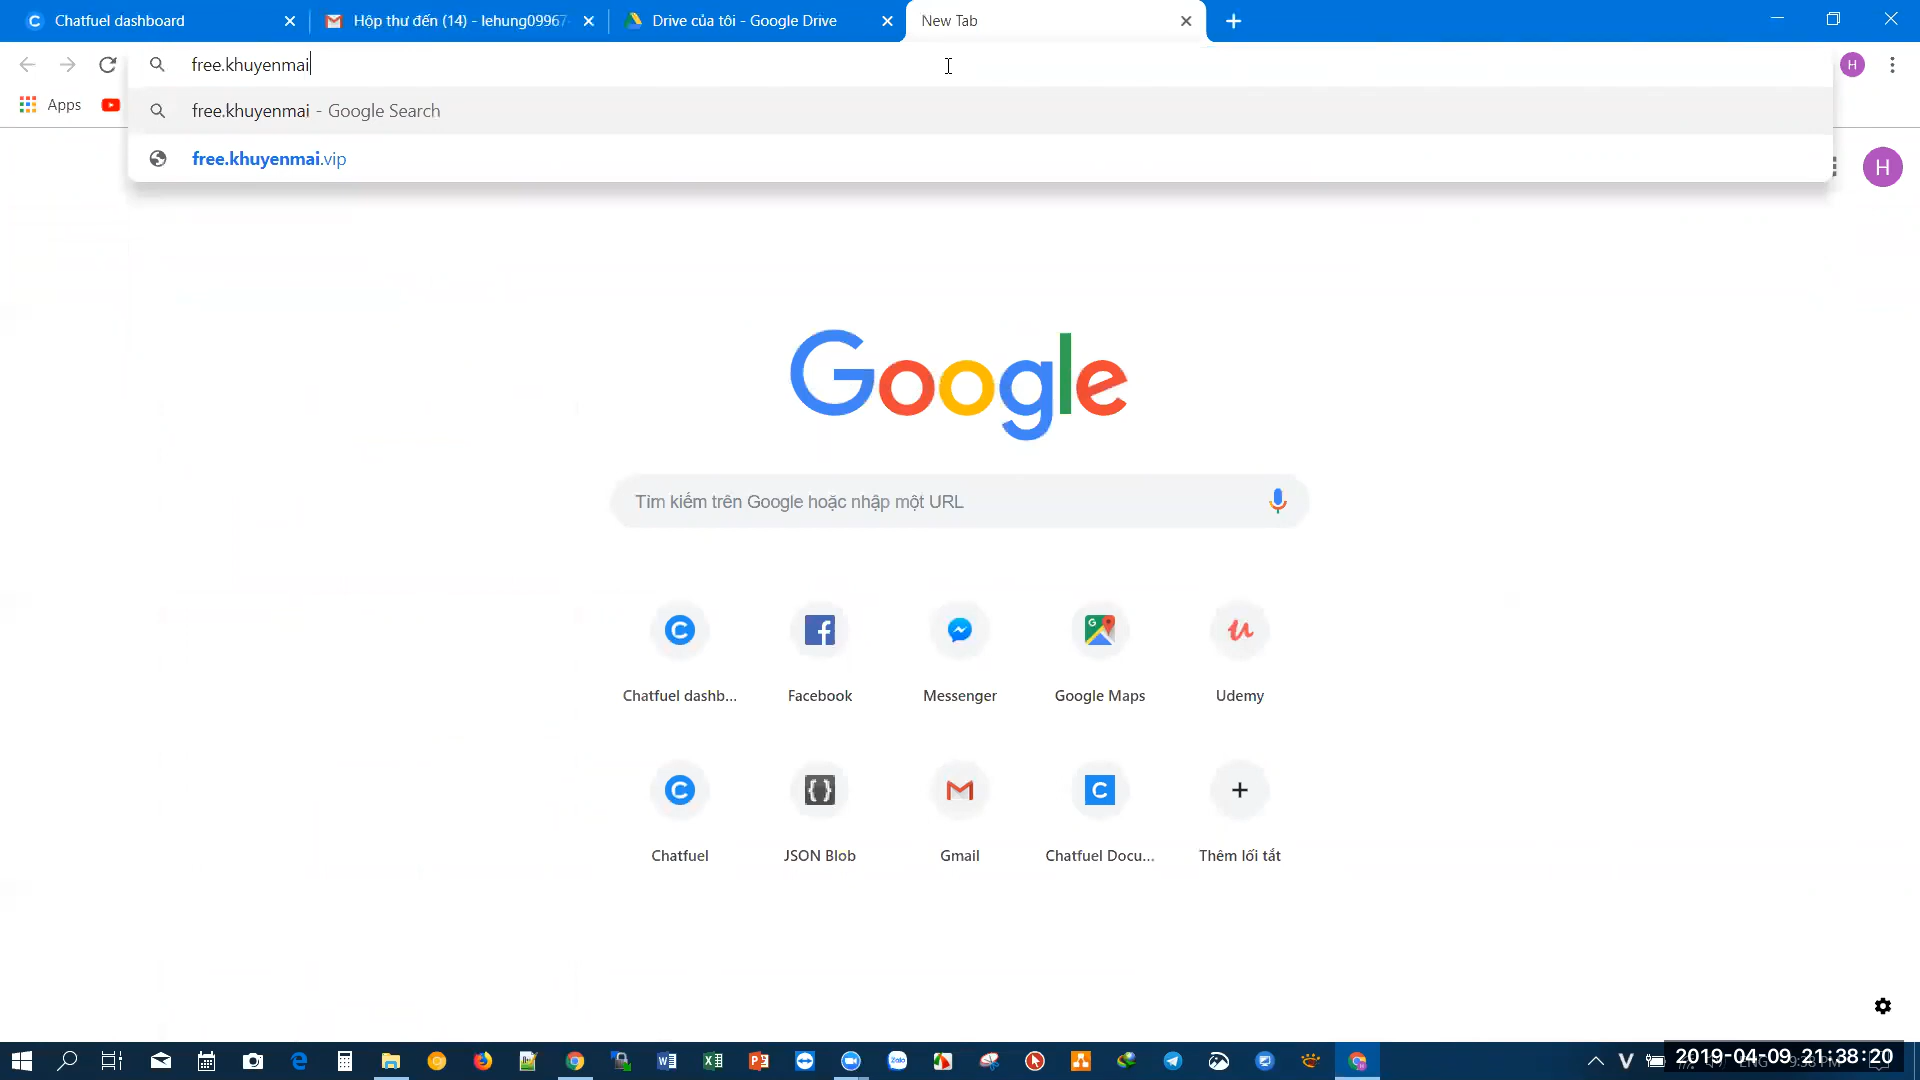 Chatfuel dashboard
Hộp thư đến (14) - lehung09967
Drive của tôi - Google Drive
New Tab
free.khuyenmai
H
Apps
free.khuyenmai - Google Search
free.khuyenmai.vip
H
Google
Tìm kiếm trên Google hoặc nhập một URL
Chatfuel dashb...
Facebook
Messenger
Google Maps
Udemy
Chatfuel
JSON Blob
Gmail
Chatfuel Docu...
Thêm lối tắt
2019-04-09 21:38:20